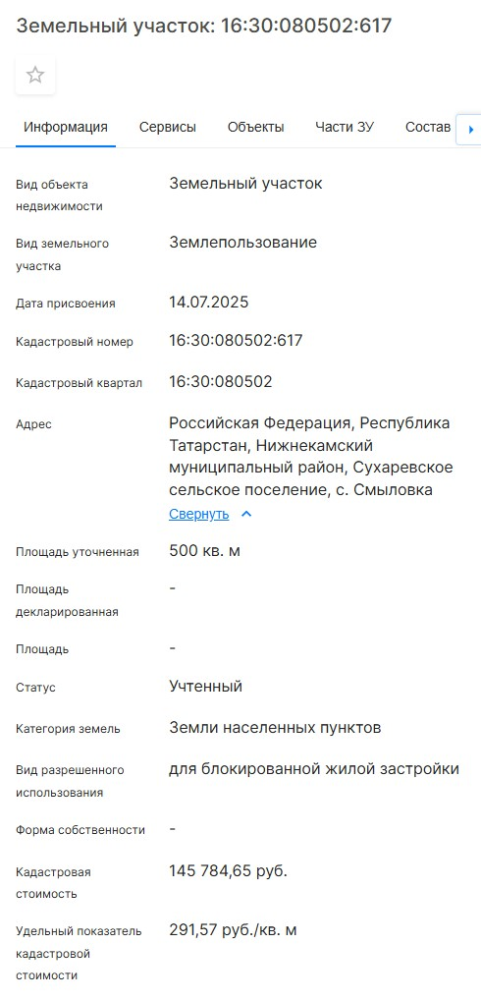 Земельный участок: 16:30:080502:617
Информация Сервисы Объекты Части ЗУ Состав
Вид объекта недвижимости Земельный участок
Вид земельного участка Землепользование
Дата присвоения 14.07.2025
Кадастровый номер 16:30:080502:617
Кадастровый квартал 16:30:080502
Адрес Российская Федерация, Республика
Татарстан, Нижнекамский
муниципальный район, Сухаревское
сельское поселение, с. Смыловка
Свернуть
Площадь уточненная 500 кв. м
Площадь декларированная -
Площадь -
Статус Учтенный
Категория земель Земли населенных пунктов
Вид разрешенного использования для блокированной жилой застройки
Форма собственности -
Кадастровая стоимость 145 784,65 руб.
Удельный показатель кадастровой стоимости 291,57 руб./кв. м